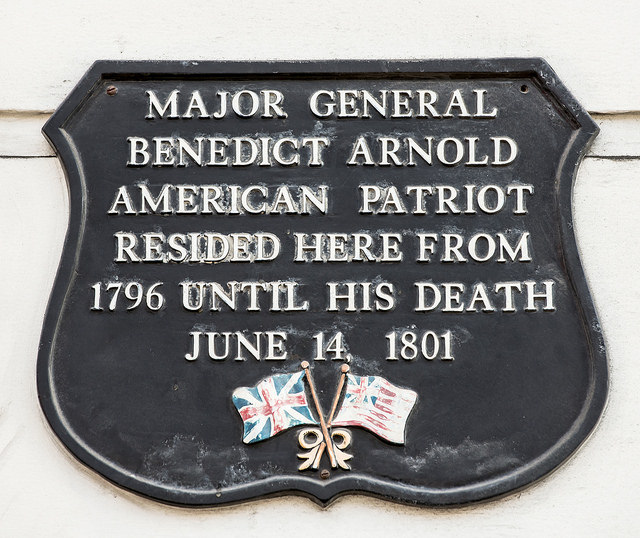 MAJOR GENERAL
BENEDICT ARNOLD
AMERICAN PATRIOT
RESIDED HERE FROM
1796 UNTIL HIS DEATH
JUNE 14, 1801